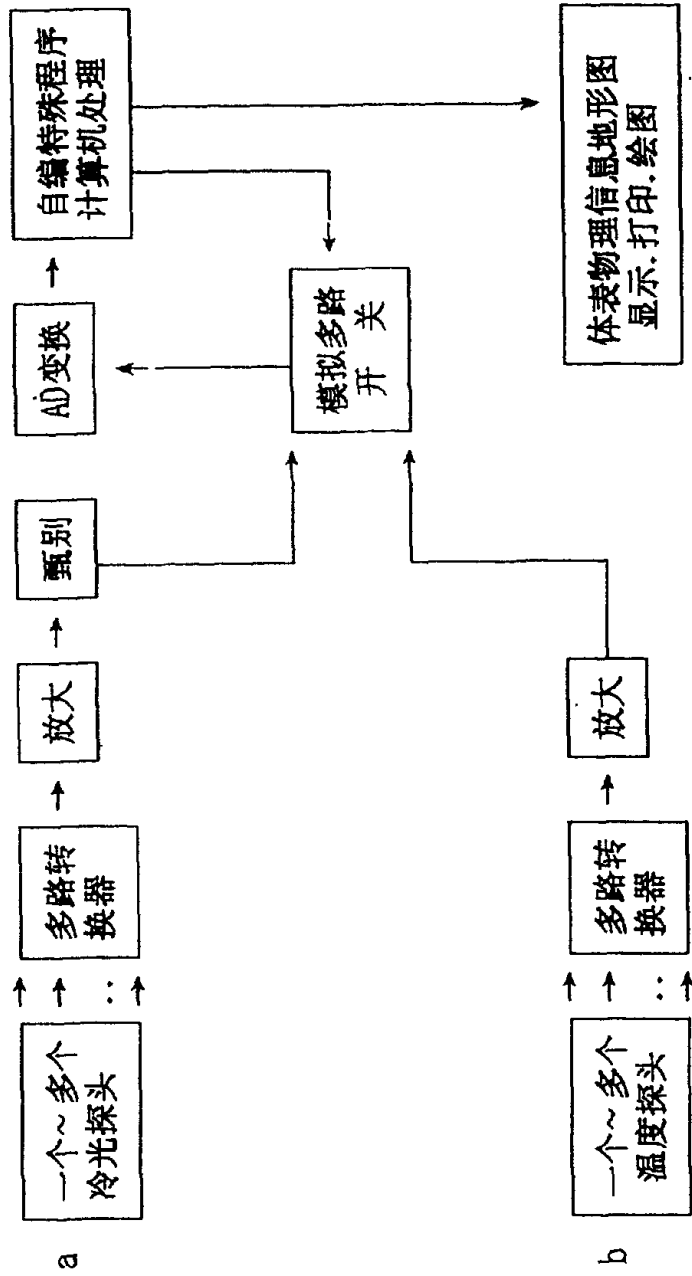 a
一个~多个
冷光探头
多路转
换器
放大
甄别
AD变换
自编特殊程序
计算机处理
模拟多路
开 关
b
一个~多个
温度探头
多路转
换器
放大
体表物理信息地形图
显示.打印.绘图